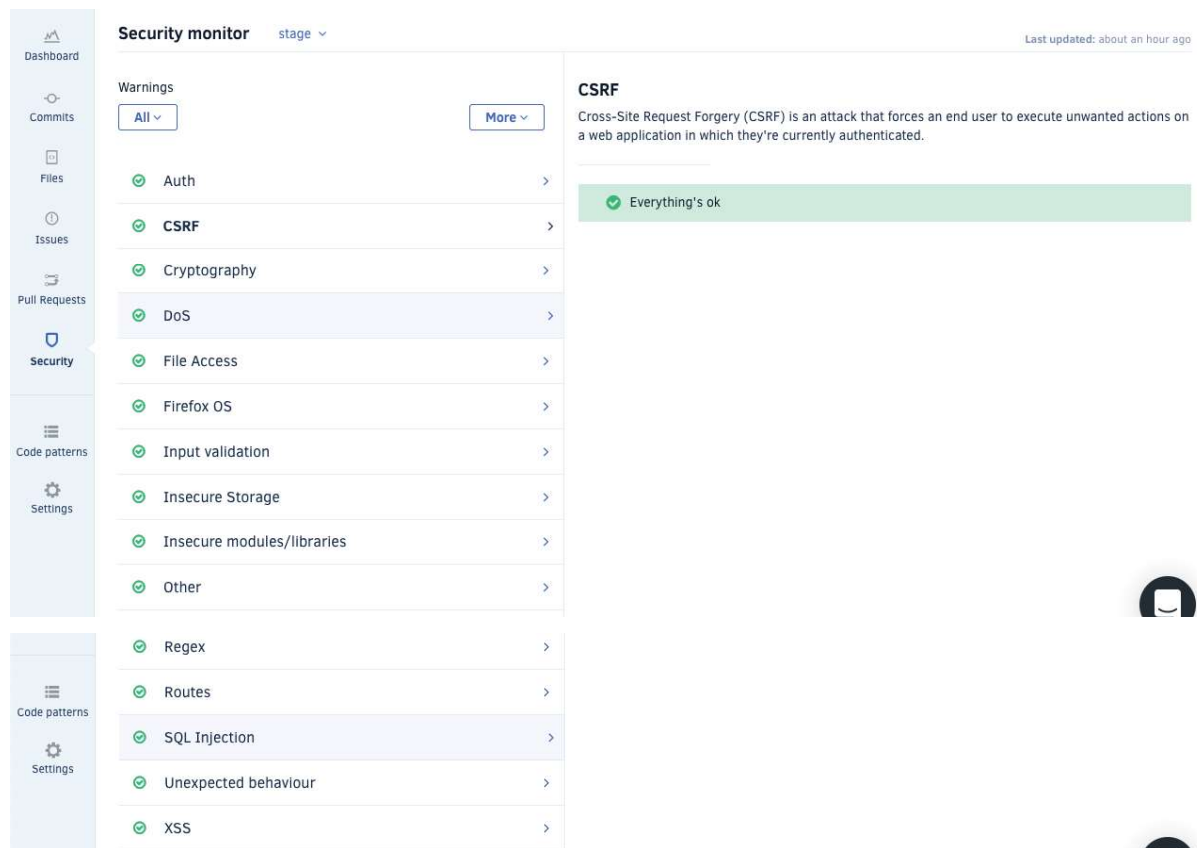 Security monitor
stage
Last updated: about an hour ago
Dashboard
Commits
Files
Issues
Pull Requests
Security
Code patterns
Settings
Warnings
All
More
Auth
CSRF
Cryptography
DoS
File Access
Firefox OS
Input validation
Insecure Storage
Insecure modules/libraries
Other
CSRF
Cross-Site Request Forgery (CSRF) is an attack that forces an end user to execute unwanted actions on
a web application in which they're currently authenticated.
Everything's ok
Code patterns
Settings
Regex
Routes
SQL Injection
Unexpected behaviour
XSS